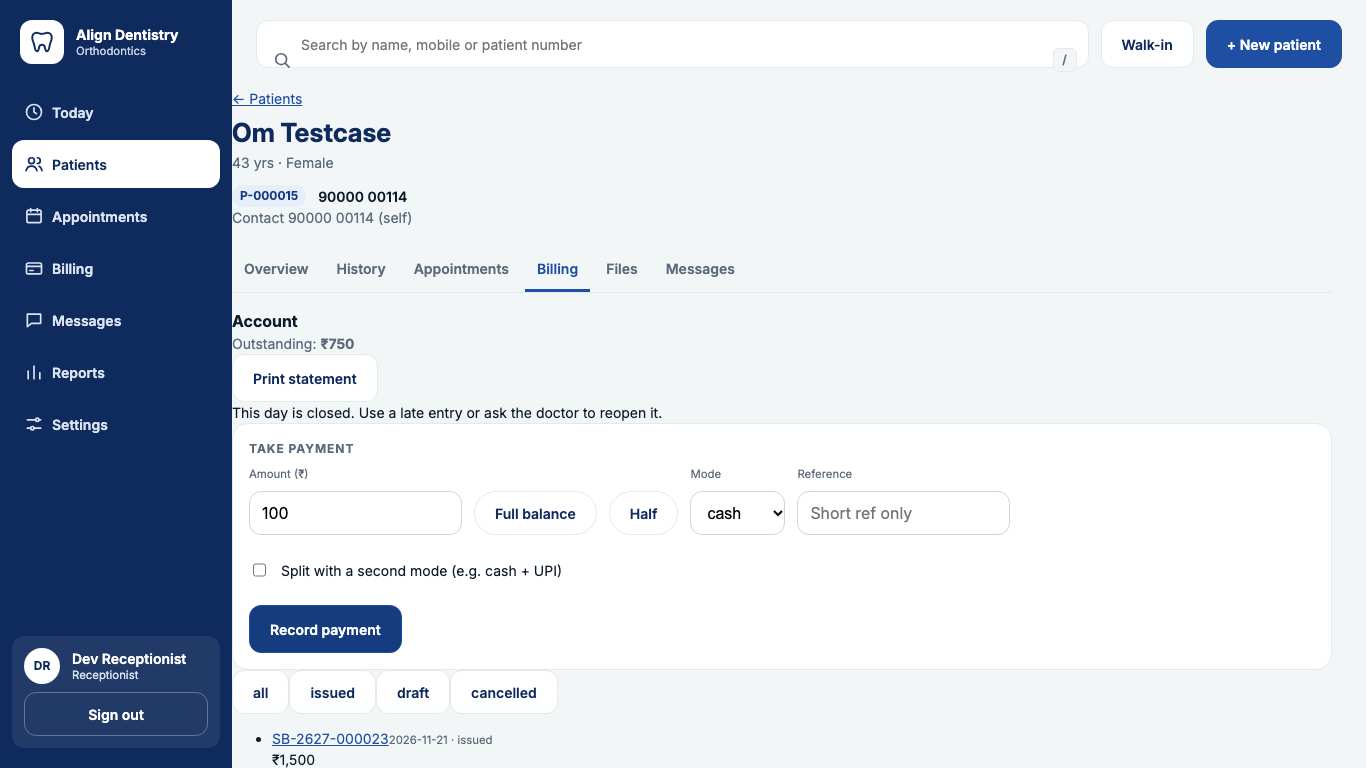 Align Dentistry
Orthodontics
Search by name, mobile or patient number
/
Walk-in
+ New patient
Today
Patients
Appointments
Billing
Messages
Reports
Settings
← Patients
Om Testcase
43 yrs · Female
P-000015 90000 00114
Contact 90000 00114 (self)
Overview History Appointments Billing Files Messages
Account
Outstanding: ₹750
Print statement
This day is closed. Use a late entry or ask the doctor to reopen it.
TAKE PAYMENT
Amount (₹) Mode Reference
100 Full balance Half cash Short ref only
Split with a second mode (e.g. cash + UPI)
Record payment
all issued draft cancelled
SB-2627-000023 2026-11-21 · issued
₹1,500
DR
Dev Receptionist
Receptionist
Sign out